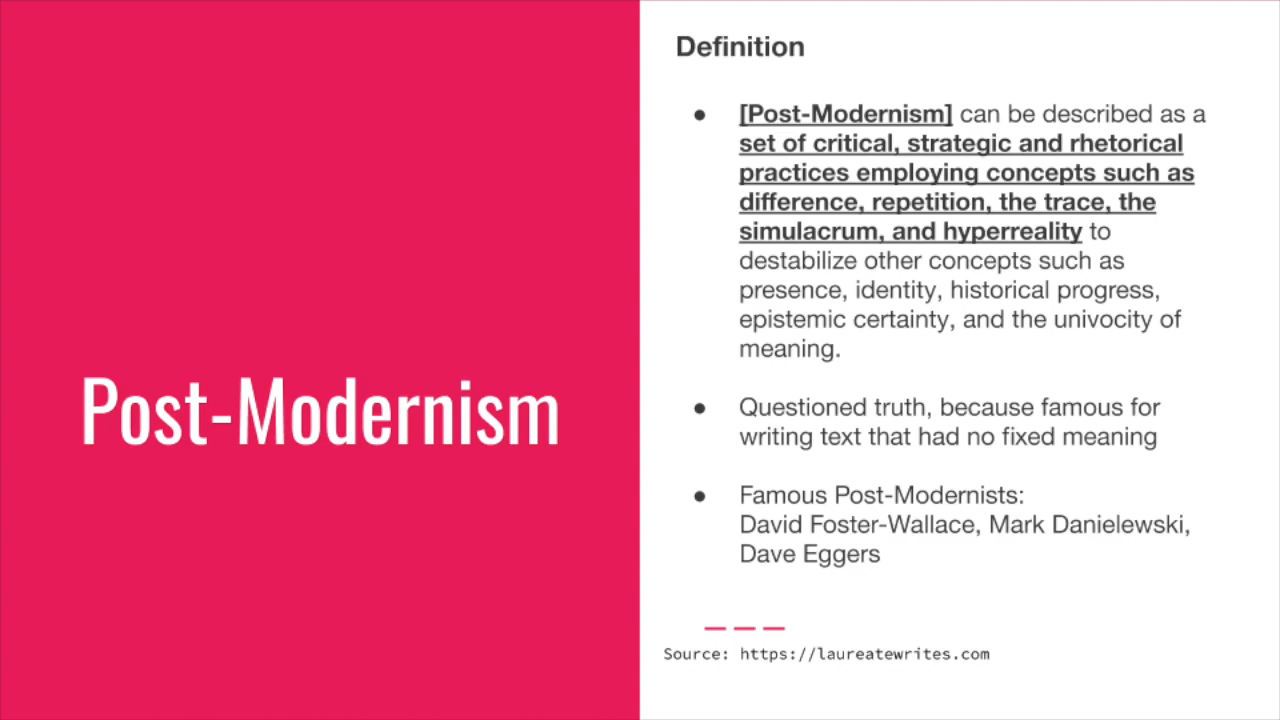 Post-Modernism
Definition
● [Post-Modernism] can be described as a
set of critical, strategic and rhetorical
practices employing concepts such as
difference, repetition, the trace, the
simulacrum, and hyperreality to
destabilize other concepts such as
presence, identity, historical progress,
epistemic certainty, and the univocity of
meaning.
● Questioned truth, because famous for
writing text that had no fixed meaning
● Famous Post-Modernists:
David Foster-Wallace, Mark Danielewski,
Dave Eggers
Source: https://laureatewrites.com